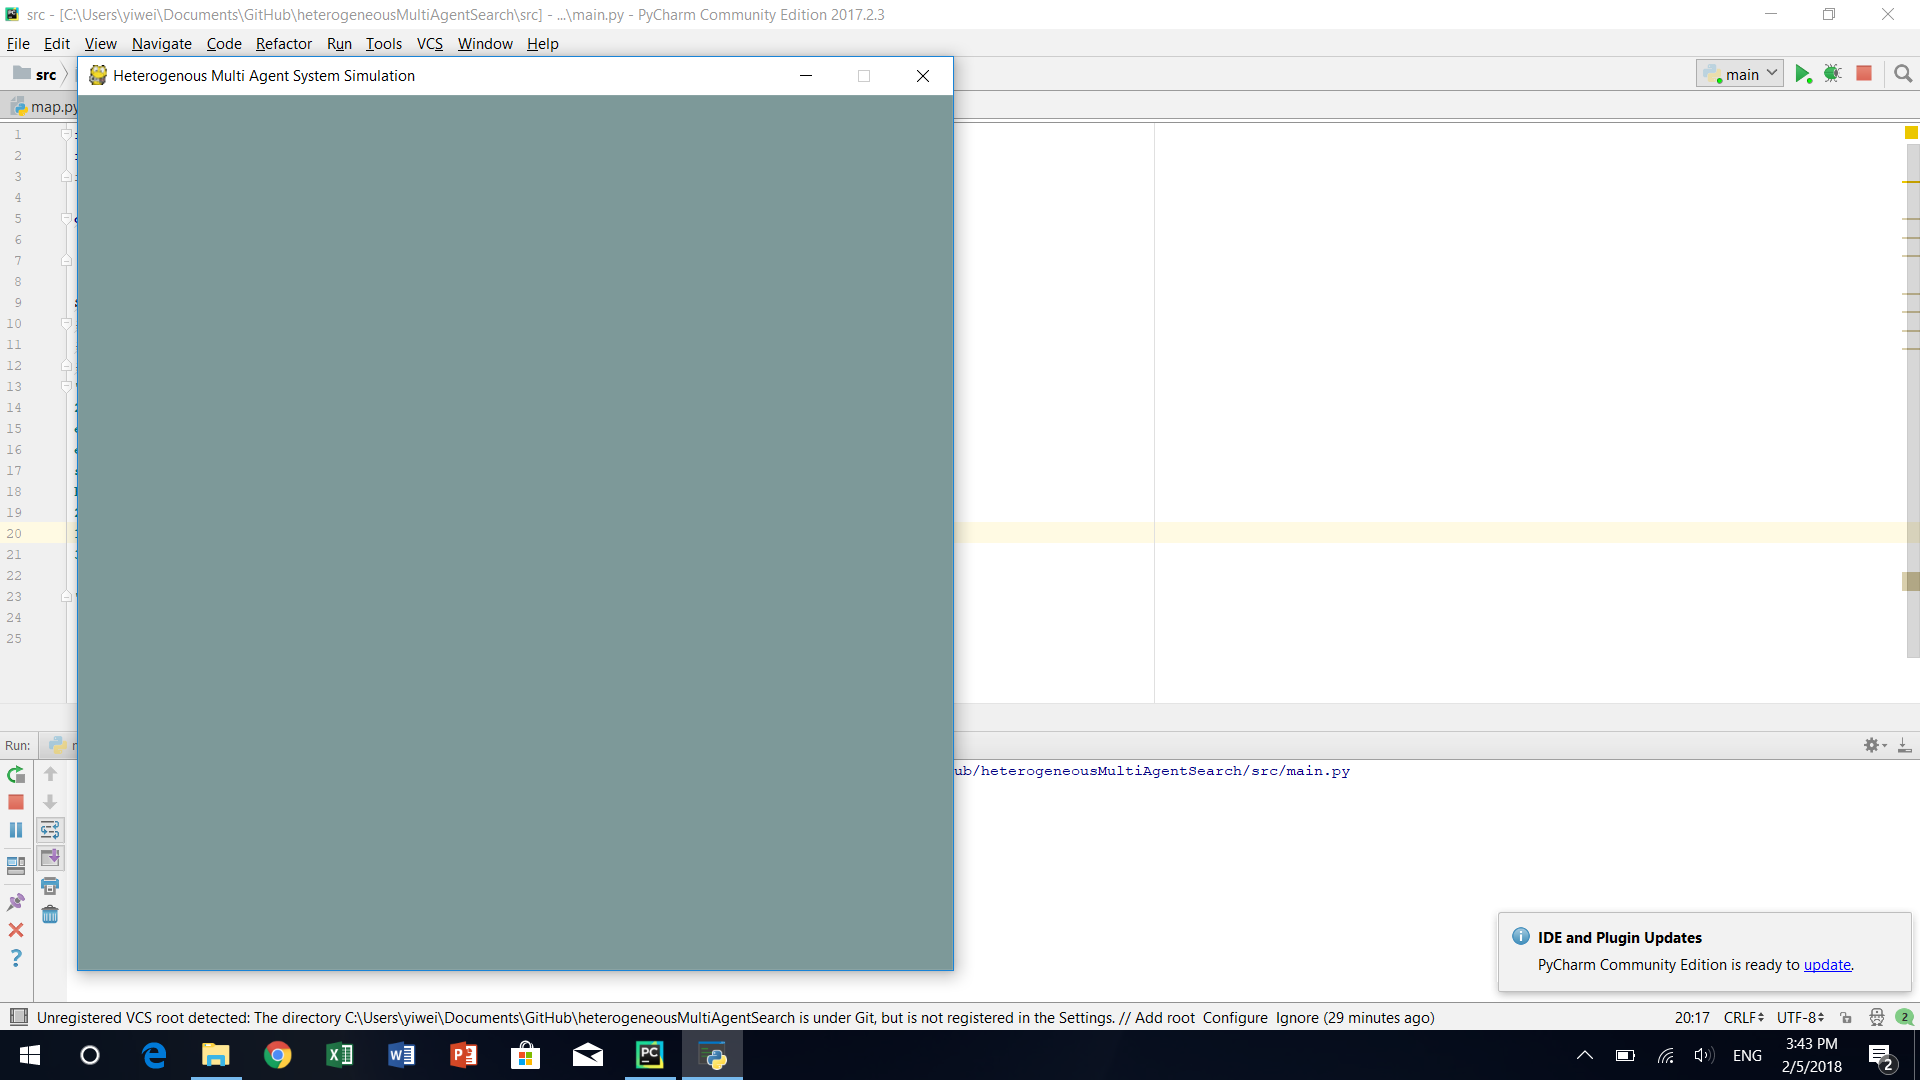 src - [C:\Users\yiwei\Documents\GitHub\heterogeneousMultiAgentSearch\src] - ...\main.py - PyCharm Community Edition 2017.2.3
File Edit View Navigate Code Refactor Run Tools VCS Window Help
src
main
Heterogenous Multi Agent System Simulation
map.py
1
2
3
4
5
6
7
8
9
10
11
12
13
14
15
16
17
18
19
20
21
22
23
24
25
Run:
ub/heterogeneousMultiAgentSearch/src/main.py
IDE and Plugin Updates
PyCharm Community Edition is ready to update.
Unregistered VCS root detected: The directory C:\Users\yiwei\Documents\GitHub\heterogeneousMultiAgentSearch is under Git, but is not registered in the Settings. // Add root Configure Ignore (29 minutes ago)
20:17 CRLF UTF-8 2
ENG
3:43 PM
2/5/2018
2